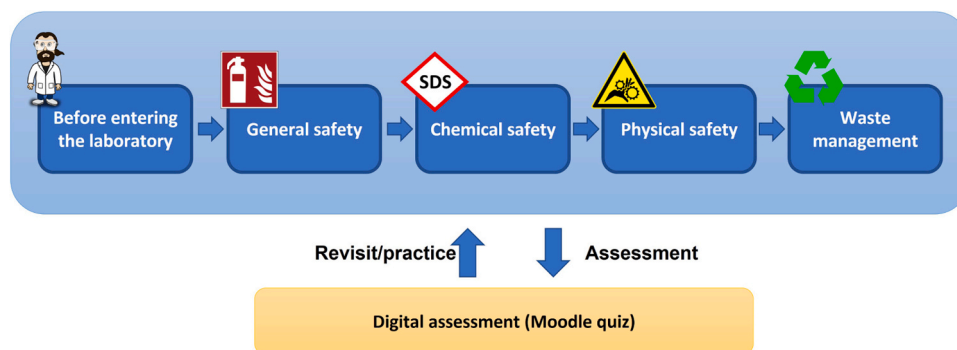 SDS
Before entering
the laboratory
General safety
Chemical safety
Physical safety
Waste
management
Revisit/practice
Assessment
Digital assessment (Moodle quiz)